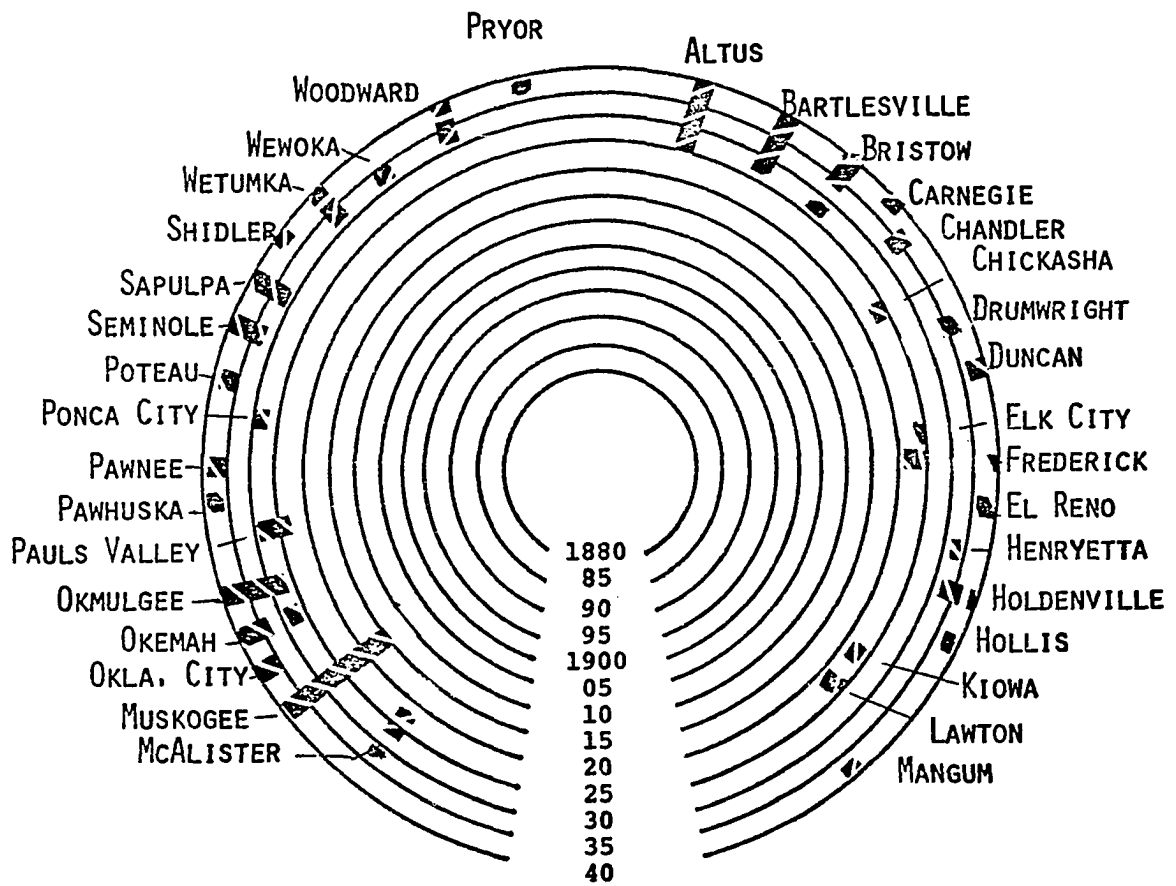 PRYOR
ALTUS
WOODWARD
BARTLESVILLE
WEWOKA
BRISTOW
WETUMKA
CARNEGIE
SHIDLER
CHANDLER
CHICKASHA
SAPULPA
DRUMWRIGHT
SEMINOLE
DUNCAN
POTEAU
PONCA CITY
ELK CITY
PAWNEE
FREDERICK
PAWHUSKA
EL RENO
PAULS VALLEY
HENRYETTA
OKMULGEE
HOLDENVILLE
OKEMAH
HOLLIS
OKLA. CITY
KIOWA
MUSKOGEE
LAWTON
MCALISTER
MANGUM
1880
85
90
95
1900
05
10
15
20
25
30
35
40